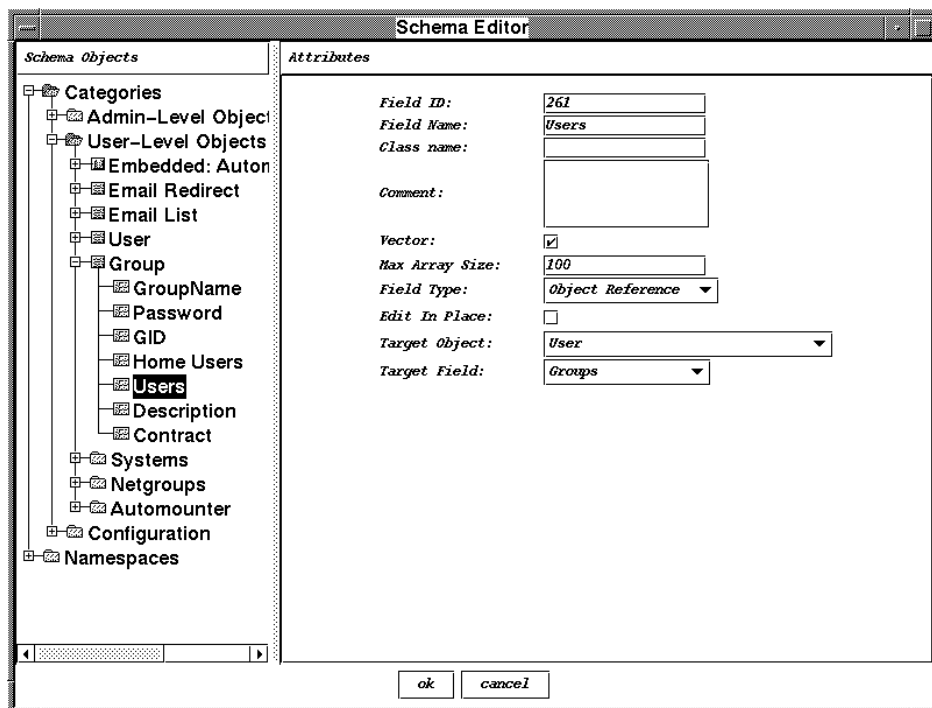 Schema Editor
Schema Objects
Categories
Admin-Level Object
User-Level Objects
Embedded: Autom
Email Redirect
Email List
User
Group
GroupName
Password
GID
Home Users
Users
Description
Contract
Systems
Netgroups
Automounter
Configuration
Namespaces
Attributes
Field ID: 261
Field Name: Users
Class name:
Comment:
Vector:
Max Array Size: 100
Field Type: Object Reference
Edit In Place:
Target Object: User
Target Field: Groups
ok cancel